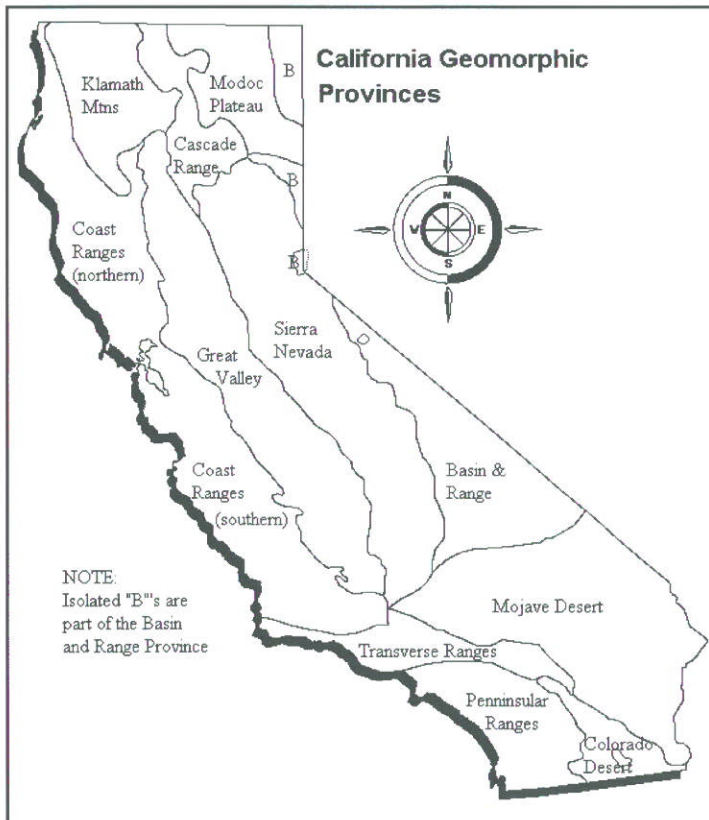 California Geomorphic
Provinces
Klamath
Mtns
Modoc
Plateau
B
Cascade
Range
B
N
W E
S
Coast
Ranges
(northern)
B
Sierra
Nevada
Great
Valley
Basin &
Range
Coast
Ranges
(southern)
NOTE:
Isolated "B"'s are
part of the Basin
and Range Province
Mojave Desert
Transverse Ranges
Penninsular
Ranges
Colorado
Desert